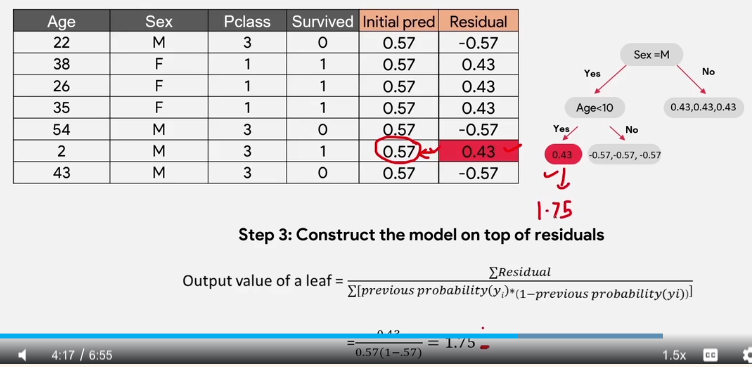 Age Sex Pclass Survived Initial pred Residual
22 M 3 0 0.57 -0.57
38 F 1 1 0.57 0.43
26 F 1 1 0.57 0.43
35 F 1 1 0.57 0.43
54 M 3 0 0.57 -0.57
2 M 3 1 0.57 0.43
43 M 3 0 0.57 -0.57
Sex =M
Yes No
Age<10 0.43,0.43,0.43
Yes No
0.43 -0.57,-0.57, -0.57
1.75
Step 3: Construct the model on top of residuals
Output value of a leaf = ∑Residual / ∑[previous probability(yᵢ)*(1−previous probability(yi))]
= 0.43 / 0.57(1−.57) = 1.75
4:17 / 6:55 1.5x CC